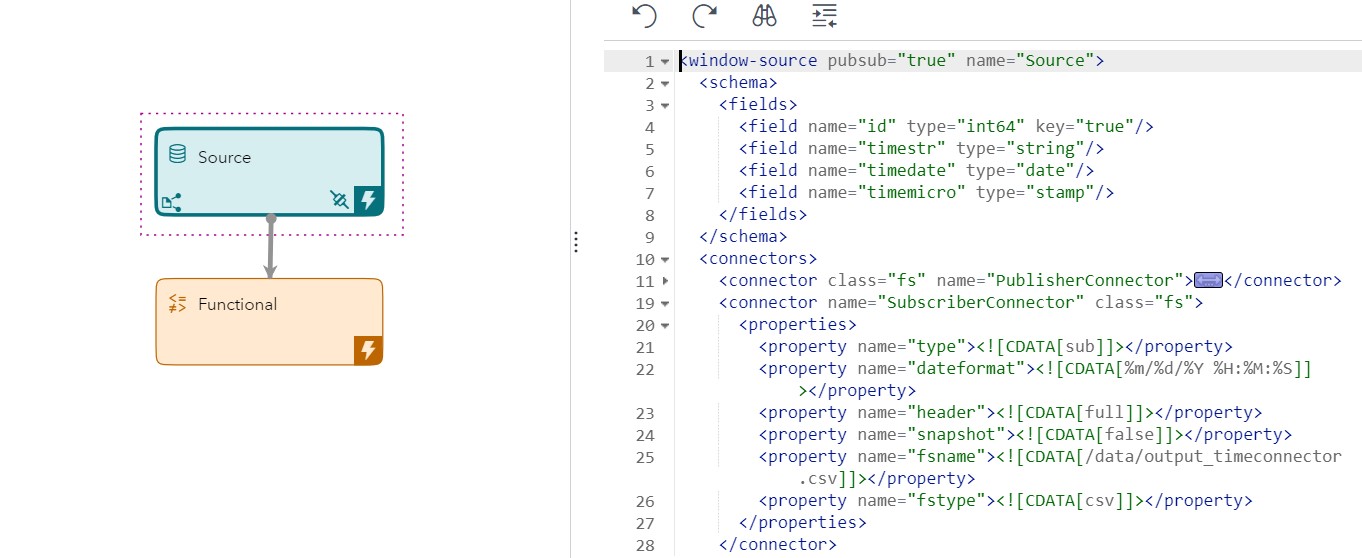 Source
Functional
1 <window-source pubsub="true" name="Source">
2 <schema>
3 <fields>
4 <field name="id" type="int64" key="true"/>
5 <field name="timestr" type="string"/>
6 <field name="timedate" type="date"/>
7 <field name="timemicro" type="stamp"/>
8 </fields>
9 </schema>
10 <connectors>
11 <connector class="fs" name="PublisherConnector"></connector>
19 <connector name="SubscriberConnector" class="fs">
20 <properties>
21 <property name="type"><![CDATA[sub]]></property>
22 <property name="dateformat"><![CDATA[%m/%d/%Y %H:%M:%S]]
></property>
23 <property name="header"><![CDATA[full]]></property>
24 <property name="snapshot"><![CDATA[false]]></property>
25 <property name="fsname"><![CDATA[/data/output_timeconnector
.csv]]></property>
26 <property name="fstype"><![CDATA[csv]]></property>
27 </properties>
28 </connector>